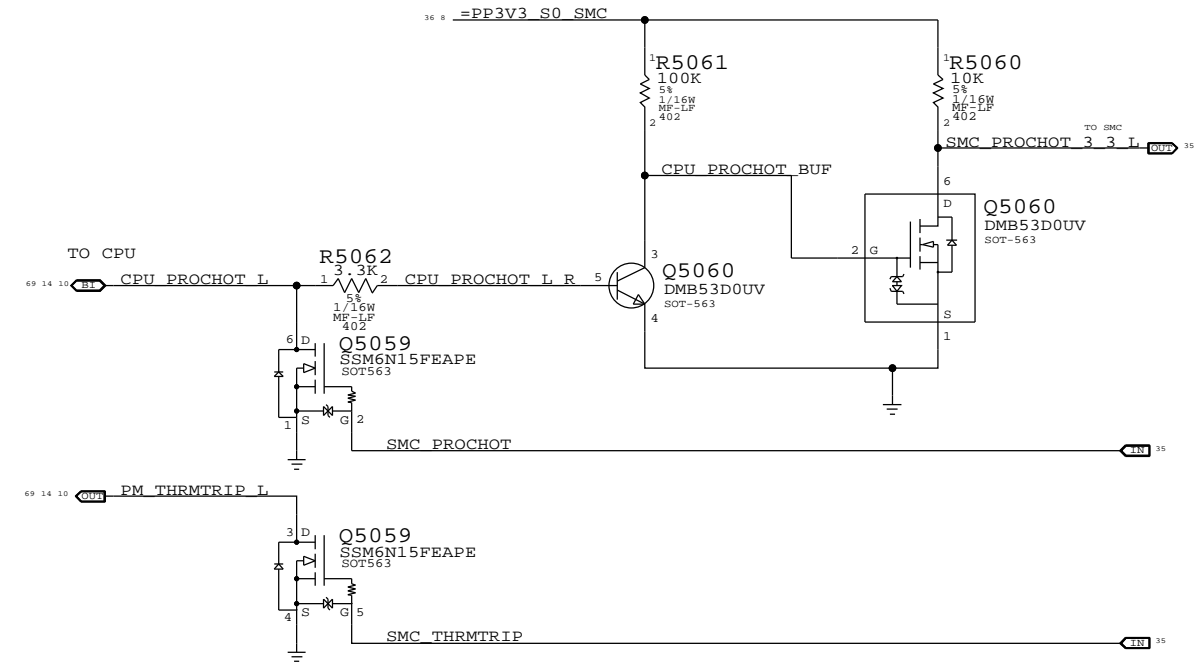 36 8 =PP3V3_S0_SMC
1 R5061
100K
5%
1/16W
MF-LF
402
2
1 R5060
10K
5%
1/16W
MF-LF
402
2
TO SMC
SMC_PROCHOT_3_3_L OUT 35
CPU_PROCHOT_BUF
6
D
Q5060
DMB53D0UV
SOT-563
2 G
S
1
TO CPU
69 14 10 BI CPU_PROCHOT_L
R5062
3.3K
1 2
5%
1/16W
MF-LF
402
CPU_PROCHOT_L_R 5
3
Q5060
DMB53D0UV
SOT-563
4
6 D
Q5059
SSM6N15FEAPE
SOT563
1 S G 2
SMC_PROCHOT IN 35
69 14 10 OUT PM_THRMTRIP_L
3 D
Q5059
SSM6N15FEAPE
SOT563
4 S G 5
SMC_THRMTRIP IN 35